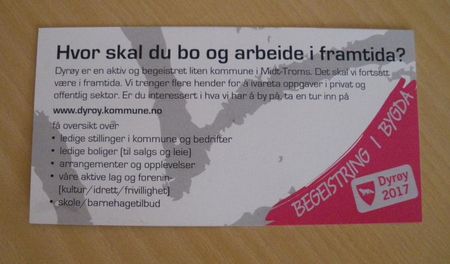 Hvor skal du bo og arbeide i framtida?
Dyrøy er en aktiv og begeistret liten kommune i Midt-Troms. Det skal vi fortsatt
være i framtida. Vi trenger flere hender for å ivareta oppgaver i privat og
offentlig sektor. Er du interessert i hva vi har å by på, ta en tur inn på
www.dyroy.kommune.no
få oversikt over
• ledige stillinger i kommune og bedrifter
• ledige boliger (til salgs og leie)
• arrangementer og opplevelser
• våre aktive lag og forenin-
(kultur/idrett/frivillighet)
• skole/barnehagetilbud
BEGEISTRING I BYGDA
Dyrøy
2017